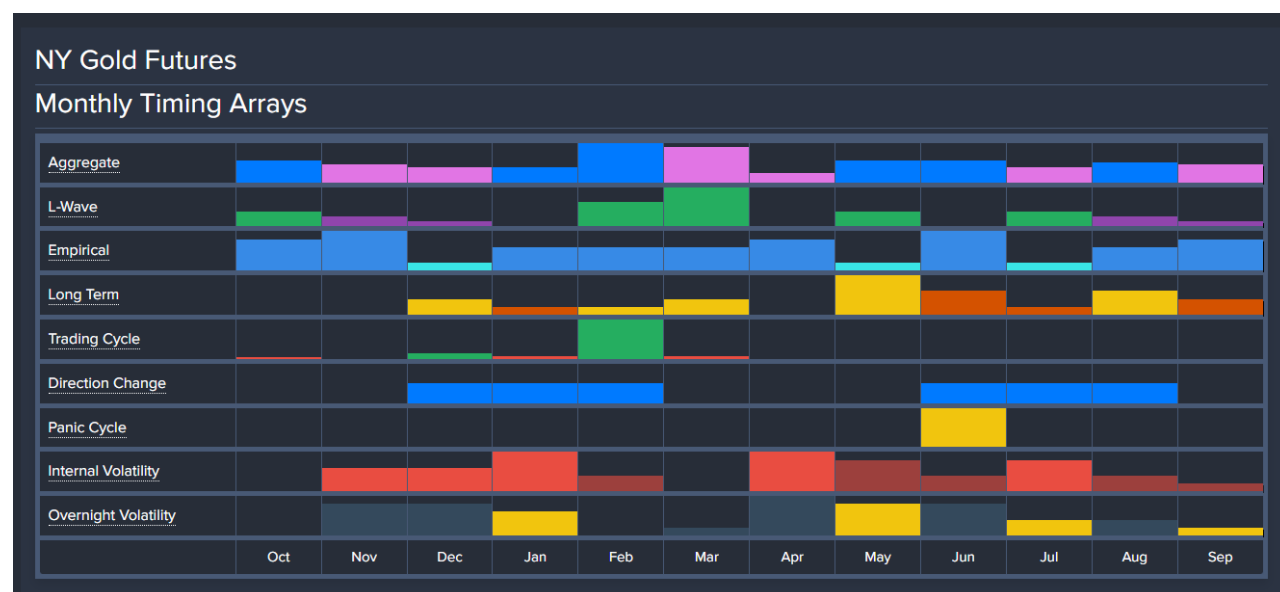 NY Gold Futures
Monthly Timing Arrays
Aggregate
L-Wave
Empirical
Long Term
Trading Cycle
Direction Change
Panic Cycle
Internal Volatility
Overnight Volatility
Oct Nov Dec Jan Feb Mar Apr May Jun Jul Aug Sep